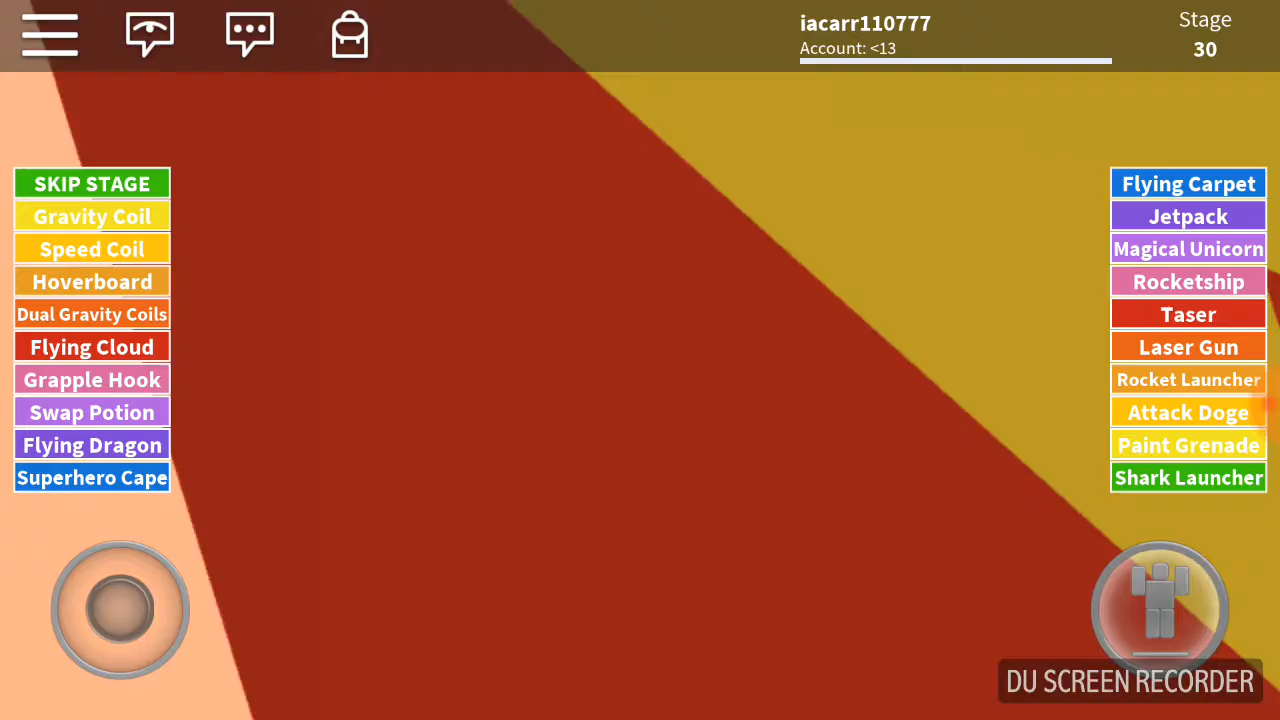 iacarr110777
Account: <13
Stage
30
SKIP STAGE
Gravity Coil
Speed Coil
Hoverboard
Dual Gravity Coils
Flying Cloud
Grapple Hook
Swap Potion
Flying Dragon
Superhero Cape
Flying Carpet
Jetpack
Magical Unicorn
Rocketship
Taser
Laser Gun
Rocket Launcher
Attack Doge
Paint Grenade
Shark Launcher
DU SCREEN RECORDER